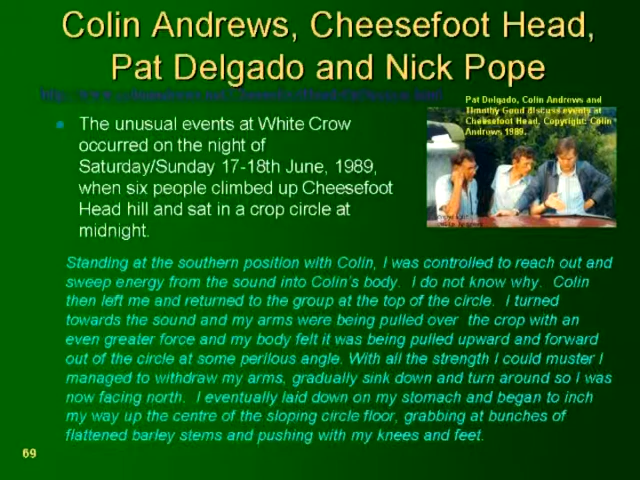 Colin Andrews, Cheesefoot Head,
Pat Delgado and Nick Pope
Pat Delgado, Colin Andrews and
Timothy Good discuss events at
Cheesefoot Head, Copyright: Colin
Andrews 1989.
The unusual events at White Crow
occurred on the night of
Saturday/Sunday 17-18th June, 1989,
when six people climbed up Cheesefoot
Head hill and sat in a crop circle at
midnight.
Standing at the southern position with Colin, I was controlled to reach out and
sweep energy from the sound into Colin's body. I do not know why. Colin
then left me and returned to the group at the top of the circle. I turned
towards the sound and my arms were being pulled over the crop with an
even greater force and my body felt it was being pulled upward and forward
out of the circle at some perilous angle. With all the strength I could muster I
managed to withdraw my arms, gradually sink down and turn around so I was
now facing north. I eventually laid down on my stomach and began to inch
my way up the centre of the sloping circle floor, grabbing at bunches of
flattened barley stems and pushing with my knees and feet.
69